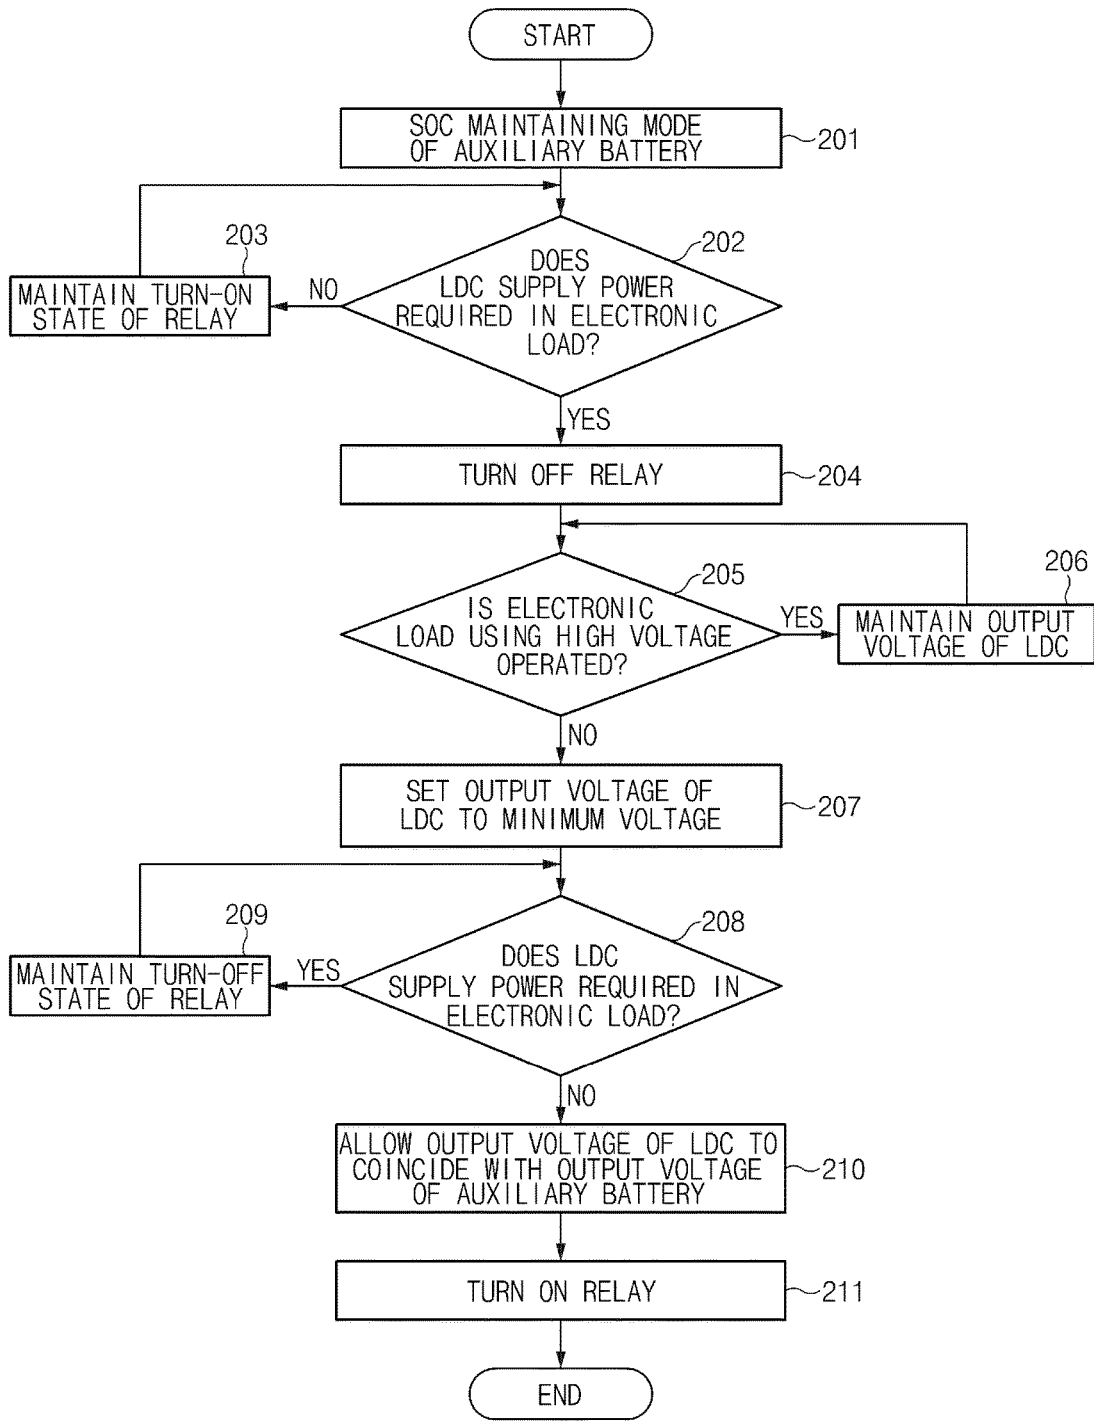 START
SOC MAINTAINING MODE
OF AUXILIARY BATTERY
201
203
MAINTAIN TURN-ON
STATE OF RELAY
NO
202
DOES
LDC SUPPLY POWER
REQUIRED IN ELECTRONIC
LOAD?
YES
TURN OFF RELAY
204
205
IS ELECTRONIC
LOAD USING HIGH VOLTAGE
OPERATED?
YES
206
MAINTAIN OUTPUT
VOLTAGE OF LDC
NO
SET OUTPUT VOLTAGE OF
LDC TO MINIMUM VOLTAGE
207
209
MAINTAIN TURN-OFF
STATE OF RELAY
YES
208
DOES LDC
SUPPLY POWER REQUIRED IN
ELECTRONIC LOAD?
NO
ALLOW OUTPUT VOLTAGE OF LDC TO
COINCIDE WITH OUTPUT VOLTAGE
OF AUXILIARY BATTERY
210
TURN ON RELAY
211
END